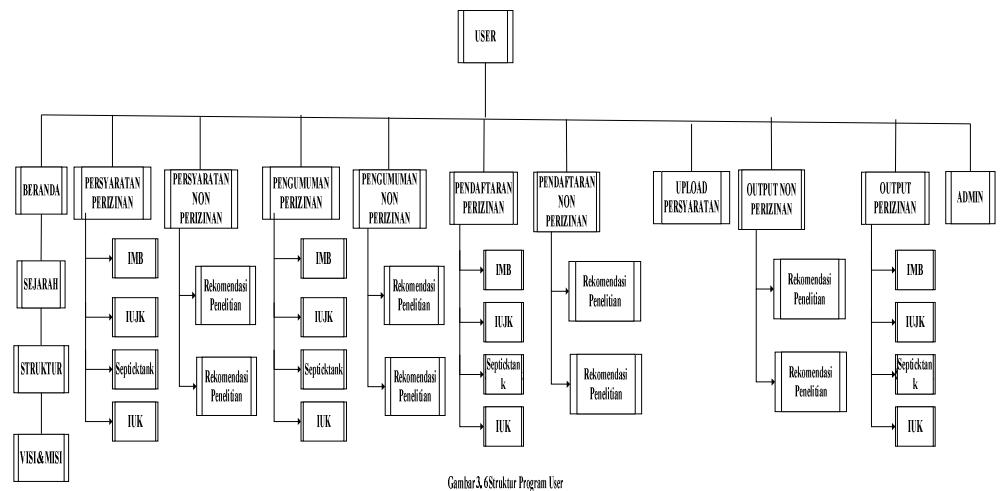 USER
BERANDA
SEJARAH
STRUKTUR
VISI&MISI
PERSYARATAN
PERIZINAN
IMB
IUJK
Septicktank
IUK
PERSYARATAN
NON
PERIZINAN
Rekomendasi
Penelitian
Rekomendasi
Penelitian
PENGUMUMAN
PERIZINAN
IMB
IUJK
Septicktank
IUK
PENGUMUMAN
NON
PERIZINAN
Rekomendasi
Penelitian
Rekomendasi
Penelitian
PENDAFTARAN
PERIZINAN
IMB
IUJK
Septicktan
k
IUK
PENDAFTARAN
NON
PERIZINAN
Rekomendasi
Penelitian
Rekomendasi
Penelitian
UPLOAD
PERSYARATAN
OUTPUT NON
PERIZINAN
Rekomendasi
Penelitian
Rekomendasi
Penelitian
OUTPUT
PERIZINAN
IMB
IUJK
Septicktan
k
IUK
ADMIN
Gambar 3. 6 Struktur Program User